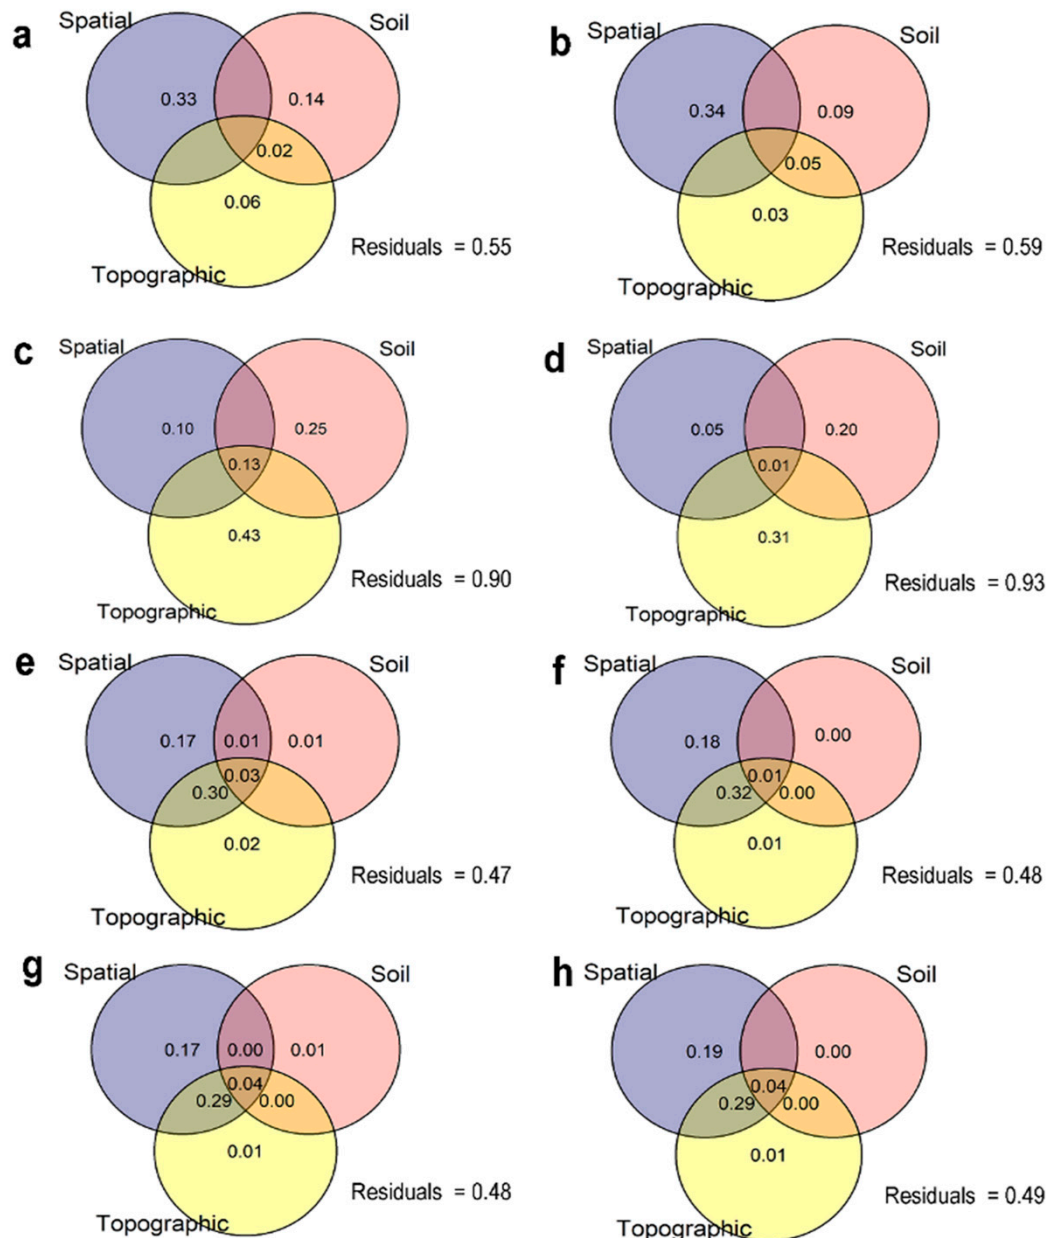 a
Spatial
Soil
0.33
0.14
0.02
0.06
Residuals = 0.55
Topographic
b
Spatial
Soil
0.34
0.09
0.05
0.03
Residuals = 0.59
Topographic
c
Spatial
Soil
0.10
0.25
0.13
0.43
Residuals = 0.90
Topographic
d
Spatial
Soil
0.05
0.20
0.01
0.31
Residuals = 0.93
Topographic
e
Spatial
Soil
0.17
0.01
0.01
0.03
0.30
0.02
Residuals = 0.47
Topographic
f
Spatial
Soil
0.18
0.00
0.01
0.32
0.00
0.01
Residuals = 0.48
Topographic
g
Spatial
Soil
0.17
0.00
0.01
0.04
0.29
0.00
0.01
Residuals = 0.48
Topographic
h
Spatial
Soil
0.19
0.00
0.04
0.29
0.00
0.01
Residuals = 0.49
Topographic